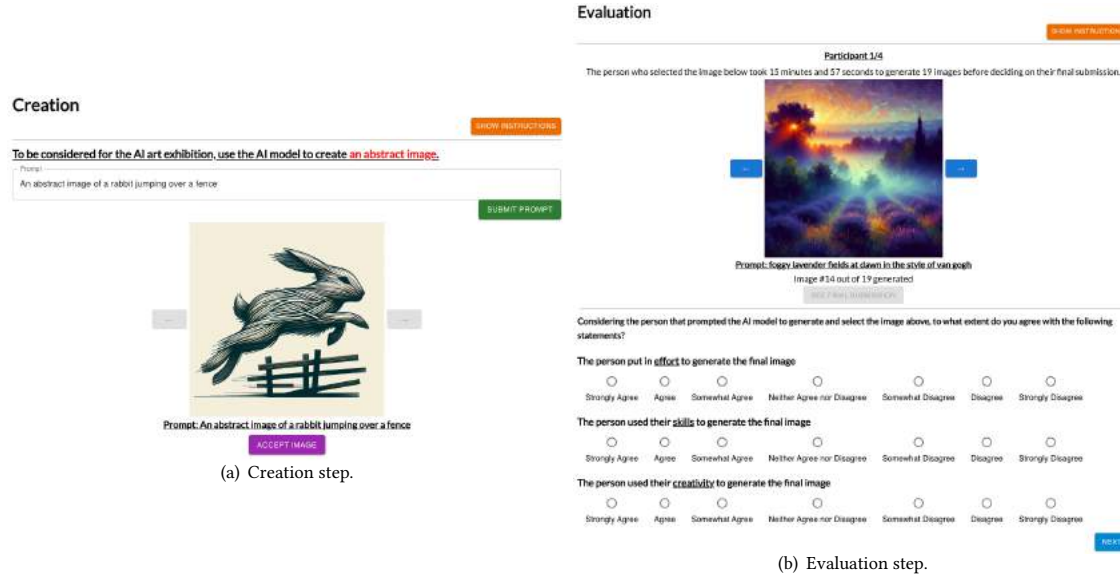 Creation
SHOW INSTRUCTIONS
To be considered for the AI art exhibition, use the AI model to create an abstract image.
Prompt
An abstract image of a rabbit jumping over a fence
SUBMIT PROMPT
←
→
Prompt: An abstract image of a rabbit jumping over a fence
ACCEPT IMAGE
(a) Creation step.
Evaluation
SHOW INSTRUCTION
Participant 1/4
The person who selected the image below took 15 minutes and 57 seconds to generate 19 images before deciding on their final submission.
←
→
Prompt: foggy lavender fields at dawn in the style of van gogh
Image #14 out of 19 generated
SEE FINAL SUBMISSION
Considering the person that prompted the AI model to generate and select the image above, to what extent do you agree with the following
statements?
The person put in effort to generate the final image
Strongly Agree Agree Somewhat Agree Neither Agree nor Disagree Somewhat Disagree Disagree Strongly Disagree
The person used their skills to generate the final image
Strongly Agree Agree Somewhat Agree Neither Agree nor Disagree Somewhat Disagree Disagree Strongly Disagree
The person used their creativity to generate the final image
Strongly Agree Agree Somewhat Agree Neither Agree nor Disagree Somewhat Disagree Disagree Strongly Disagree
NEXT
(b) Evaluation step.